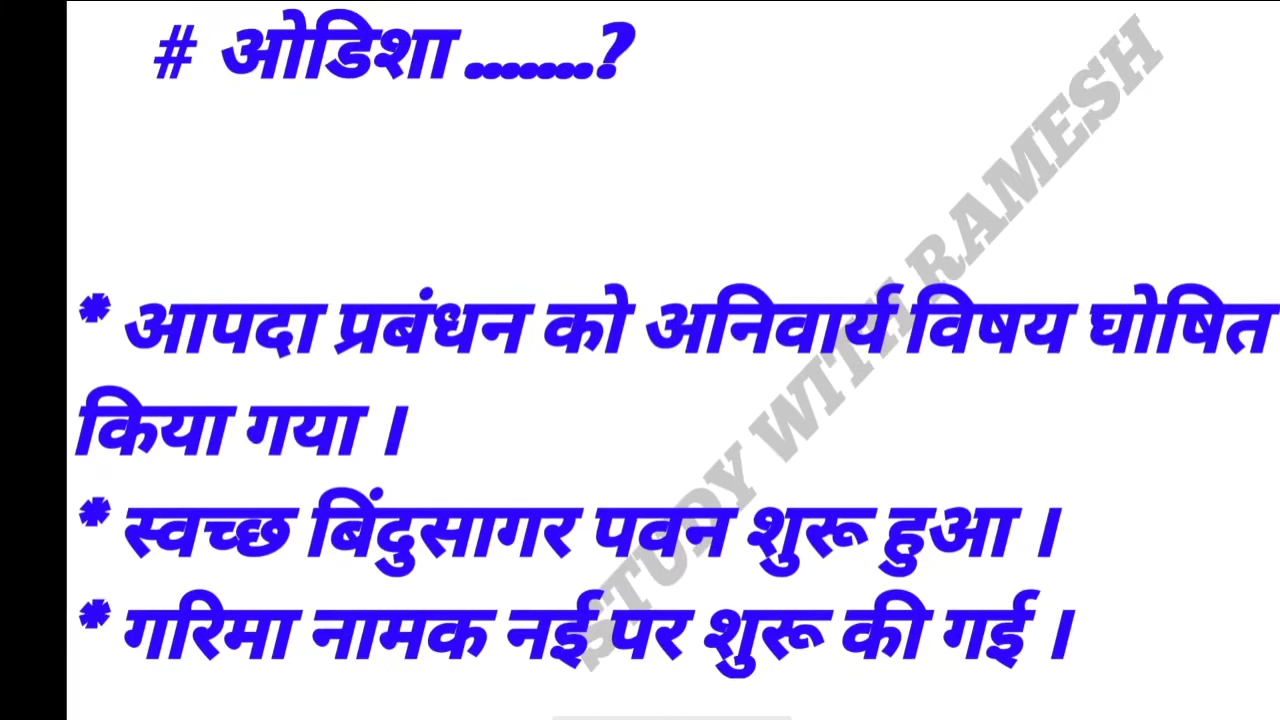 # ओडिशा .......?
* आपदा प्रबंधन को अनिवार्य विषय घोषित
किया गया ।
* स्वच्छ बिंदुसागर पवन शुरू हुआ ।
* गरिमा नामक नई पर शुरू की गई ।
STUDY WITH RAMESH